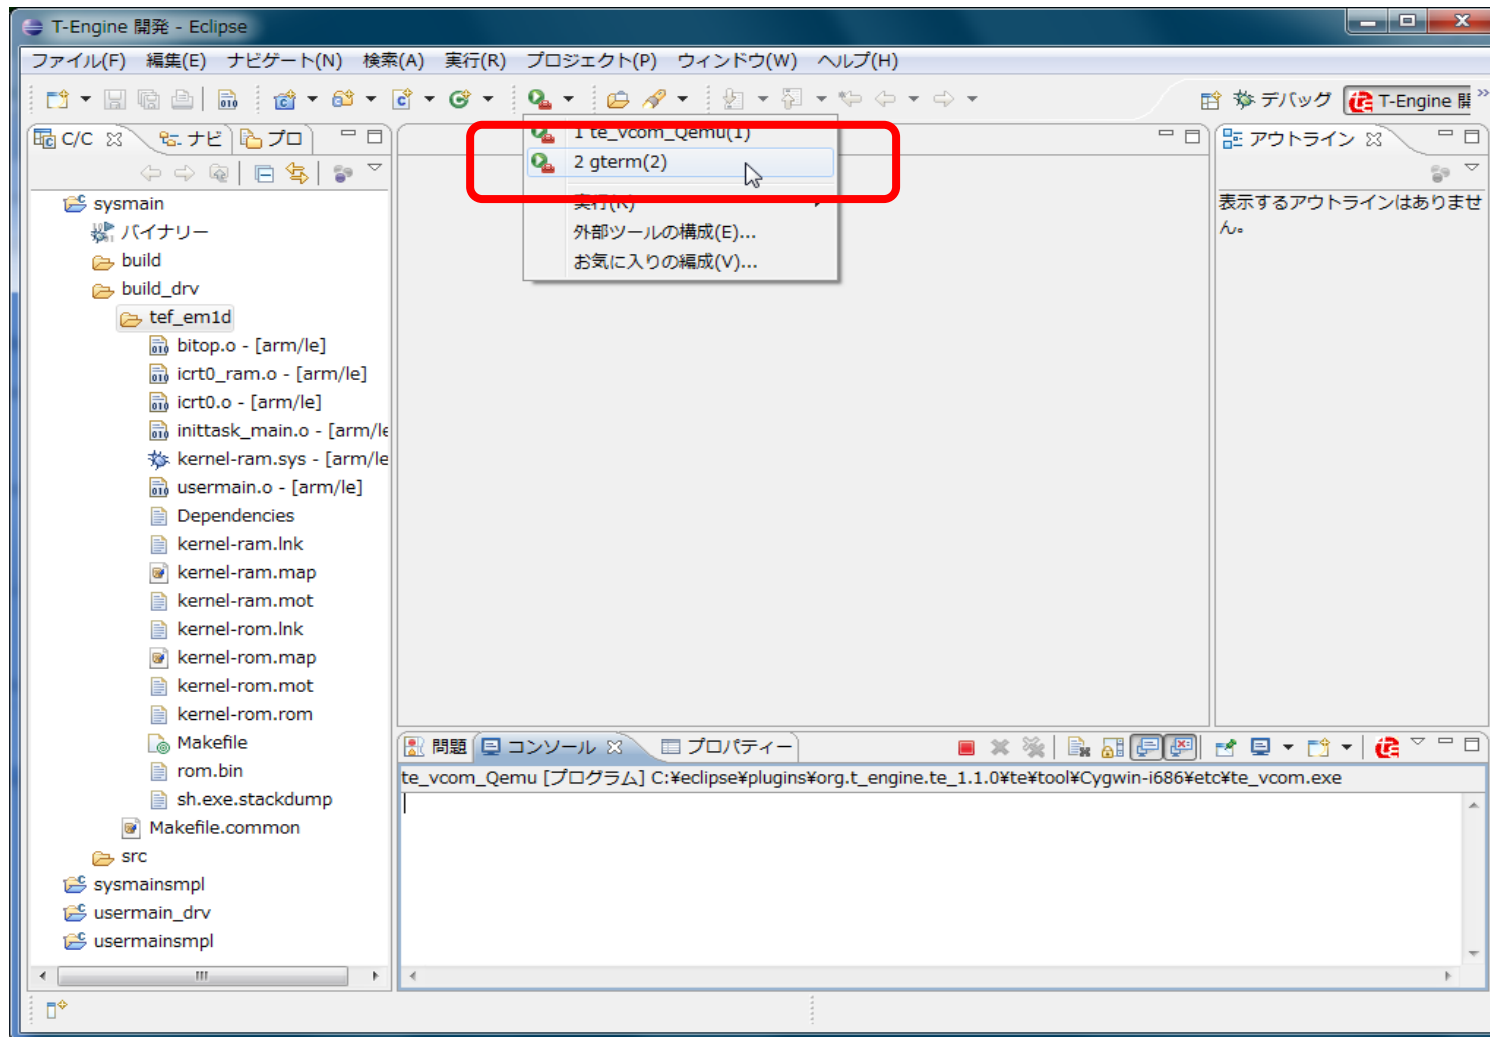 T-Engine 開発 - Eclipse
ファイル(F) 編集(E) ナビゲート(N) 検索(A) 実行(R) プロジェクト(P) ウィンドウ(W) ヘルプ(H)
デバッグ T-Engine 開
C/C ナビ プロ
sysmain
バイナリー
build
build_drv
tef_em1d
bitop.o - [arm/le]
icrt0_ram.o - [arm/le]
icrt0.o - [arm/le]
inittask_main.o - [arm/le
kernel-ram.sys - [arm/le
usermain.o - [arm/le]
Dependencies
kernel-ram.lnk
kernel-ram.map
kernel-ram.mot
kernel-rom.lnk
kernel-rom.map
kernel-rom.mot
kernel-rom.rom
Makefile
rom.bin
sh.exe.stackdump
Makefile.common
src
sysmainsmpl
usermain_drv
usermainsmpl
1 te_vcom_Qemu(1)
2 gterm(2)
実行(R)
外部ツールの構成(E)...
お気に入りの編成(V)...
アウトライン
表示するアウトラインはありませ
ん。
問題 コンソール プロパティー
te_vcom_Qemu [プログラム] C:¥eclipse¥plugins¥org.t_engine.te_1.1.0¥te¥tool¥Cygwin-i686¥etc¥te_vcom.exe